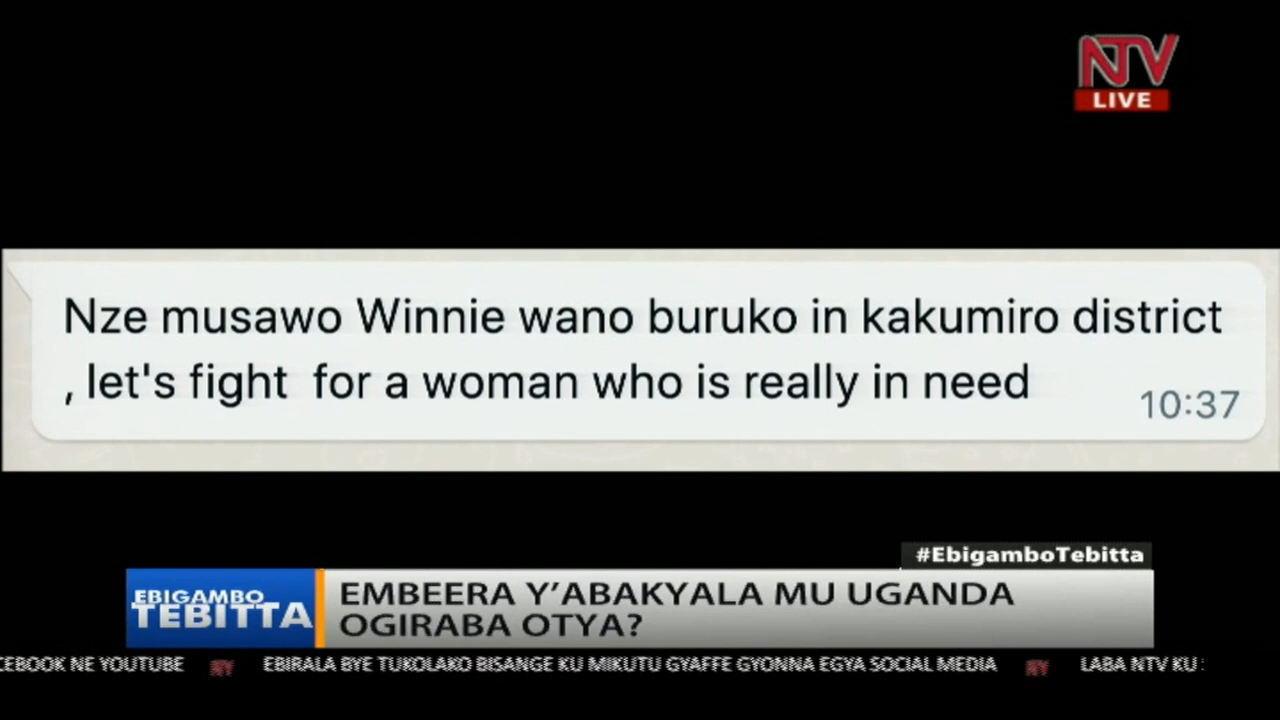 NTV
LIVE
Nze musawo Winnie wano buruko in kakumiro district
, let's fight  for a woman who is really in need
10:37
#EbigamboTebitta
EBIGAMBO
TEBITTA
EMBEERA Y’ABAKYALA MU UGANDA
OGIRABA OTYA?
CEBOOK NE YOUTUBE NTV EBIRALA BYE TUKOLAKO BISANGE KU MIKUTU GYAFFE GYONNA EGYA SOCIAL MEDIA NTV LABA NTV KU